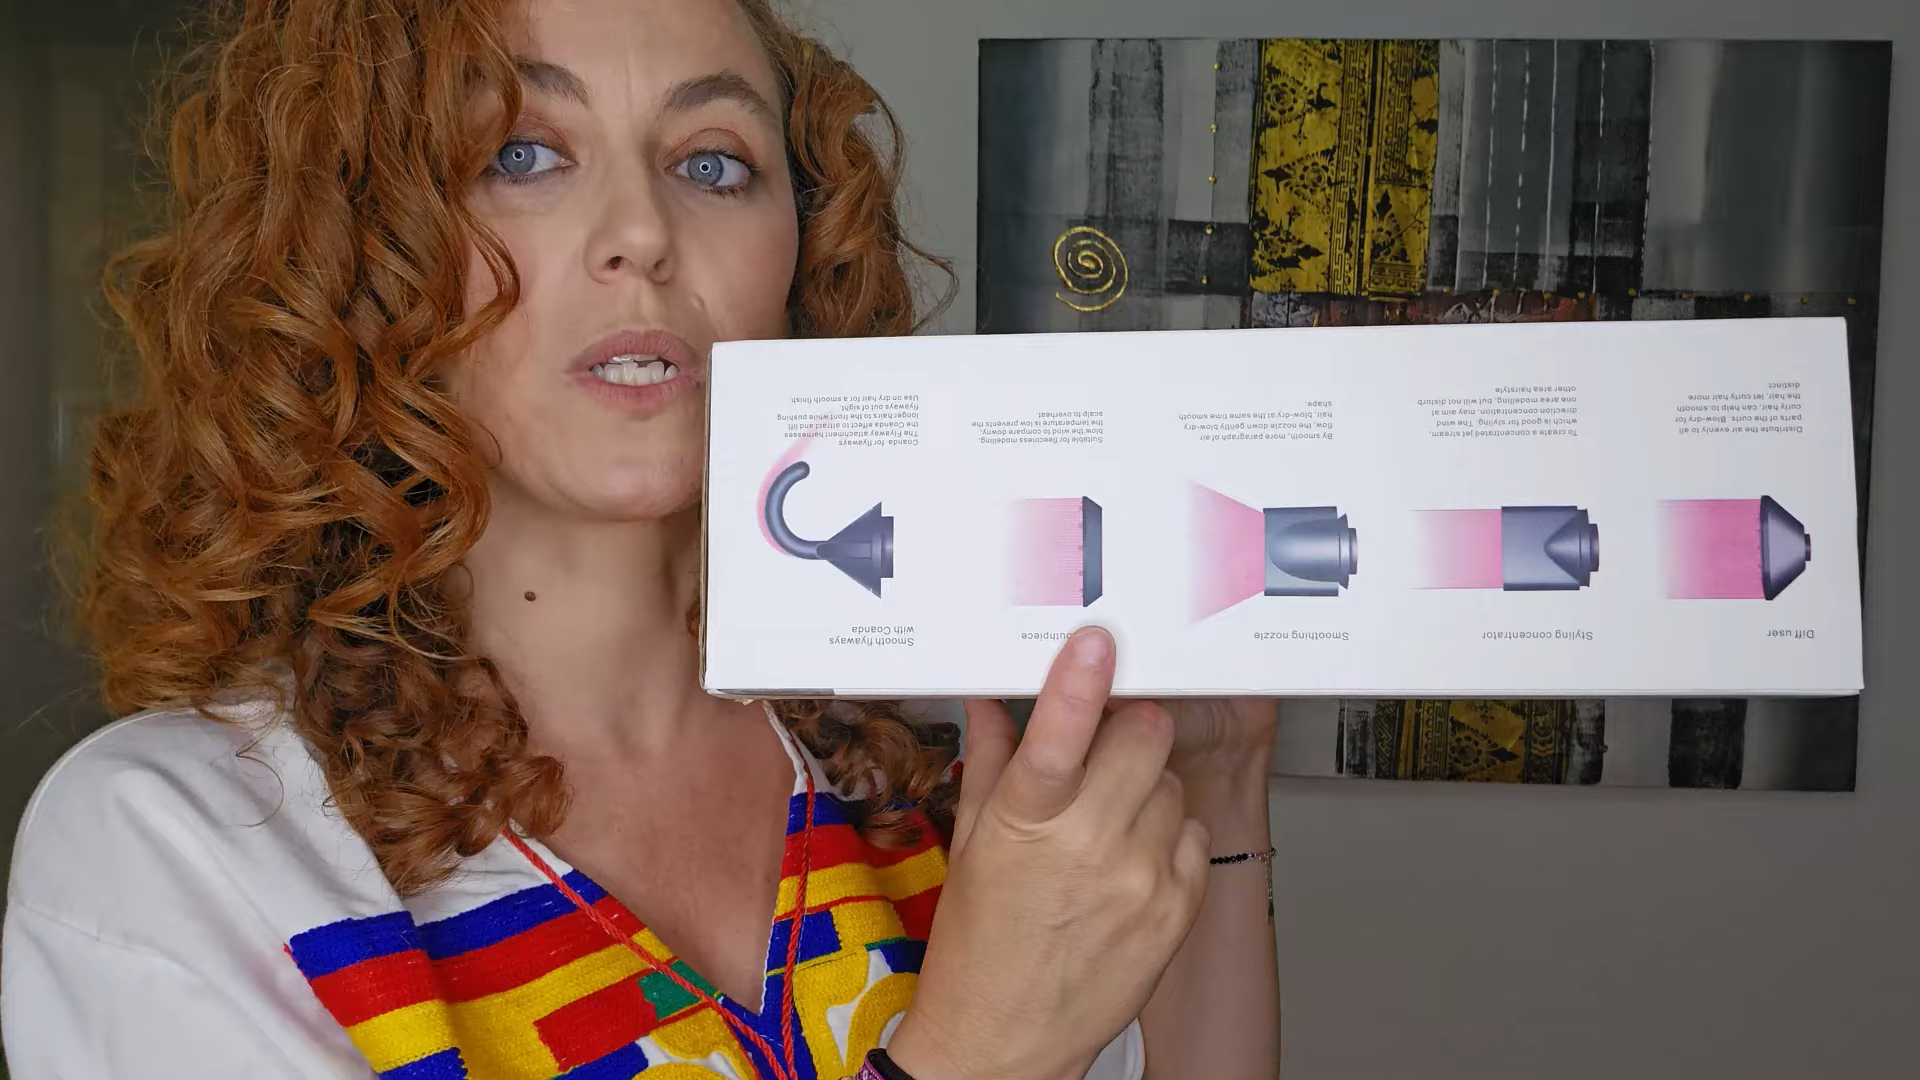 Diff user
Distribute the air evenly to all
parts of the curls. Blow-dry for
curly hair, can help, to smooth
the hair, let curly hair more
distinct
Styling concentrator
To create a concentrated jet stream,
which is good for styling. The wind
direction concentration, may aim at
one area modelling, but will not disturb
other area hairstyle
Smoothing nozzle
By smooth, more paragraph of air
flow, the nozzle down gently blow-dry
hair, blow-dry at the same time smooth
shape.
Suitable for fleeciness modelling,
blow the wind to compare downy,
the temperature is low prevents the
scalp to overheat.
Smooth flyaways
with Coanda
Coanda for flyaways
The Flyaway attachment harnesses
the Coanda effect to attract and lift
longer hairs to the front while pushing
flyaways out of sight.
Use on dry hair for a smooth finish